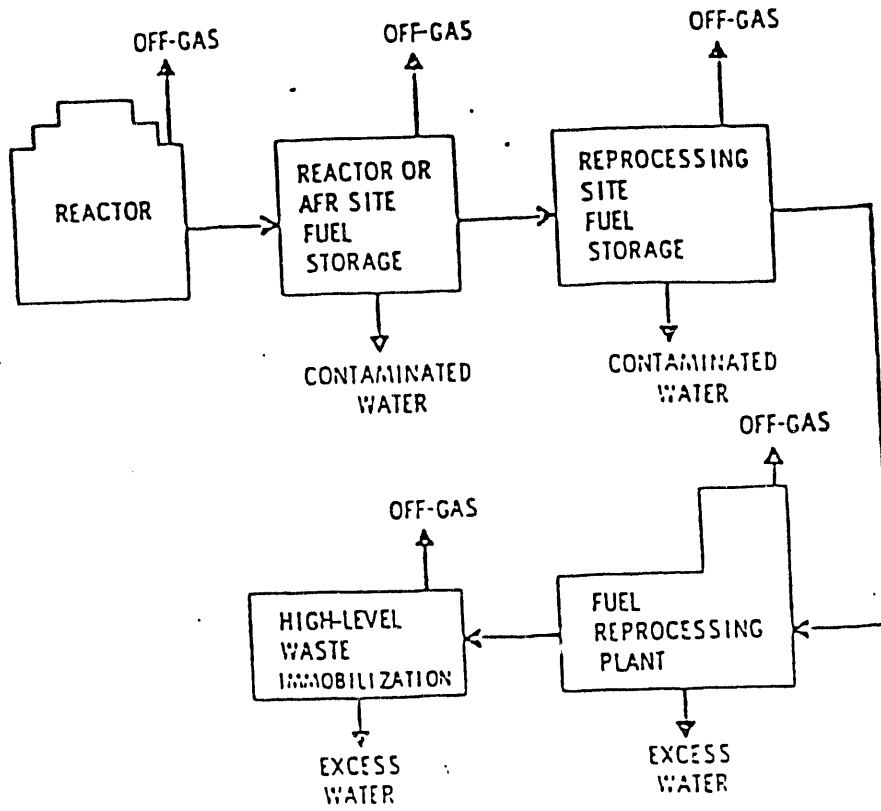 OFF-GAS
OFF-GAS
OFF-GAS
REACTOR
REACTOR OR
AFR SITE
FUEL
STORAGE
REPROCESSING
SITE
FUEL
STORAGE
CONTAMINATED
WATER
CONTAMINATED
WATER
OFF-GAS
OFF-GAS
HIGH-LEVEL
WASTE
IMMOBILIZATION
FUEL
REPROCESSING
PLANT
EXCESS
WATER
EXCESS
WATER